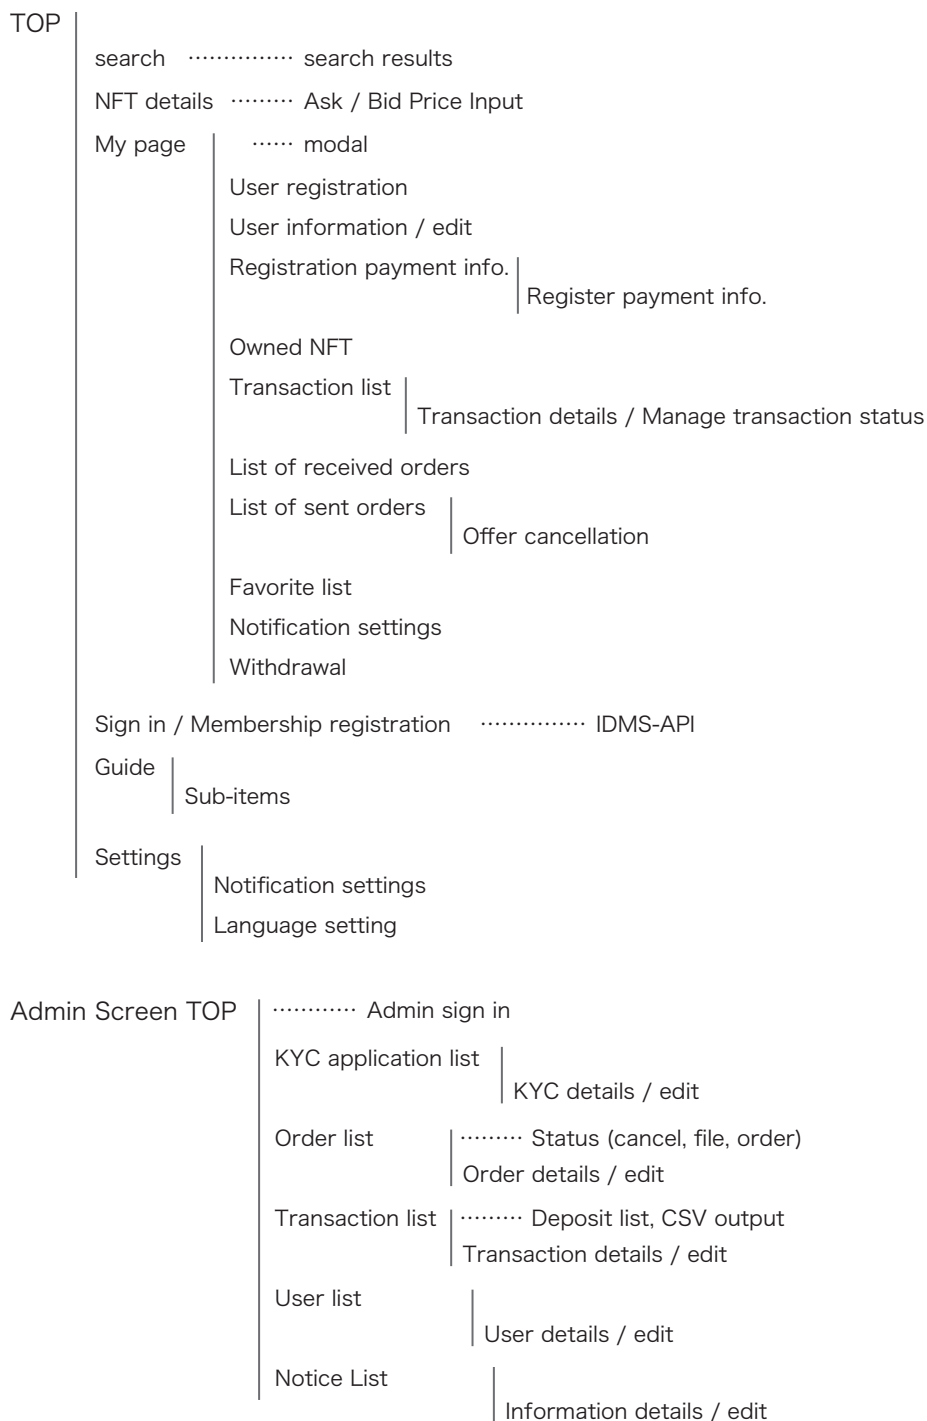 TOP
search …………… search results
NFT details ……… Ask / Bid Price Input
My page …… modal
User registration
User information / edit
Registration payment info.
Register payment info.
Owned NFT
Transaction list
Transaction details / Manage transaction status
List of received orders
List of sent orders
Offer cancellation
Favorite list
Notification settings
Withdrawal
Sign in / Membership registration …………… IDMS-API
Guide
Sub-items
Settings
Notification settings
Language setting
Admin Screen TOP ………… Admin sign in
KYC application list
KYC details / edit
Order list ……… Status (cancel, file, order)
Order details / edit
Transaction list ……… Deposit list, CSV output
Transaction details / edit
User list
User details / edit
Notice List
Information details / edit